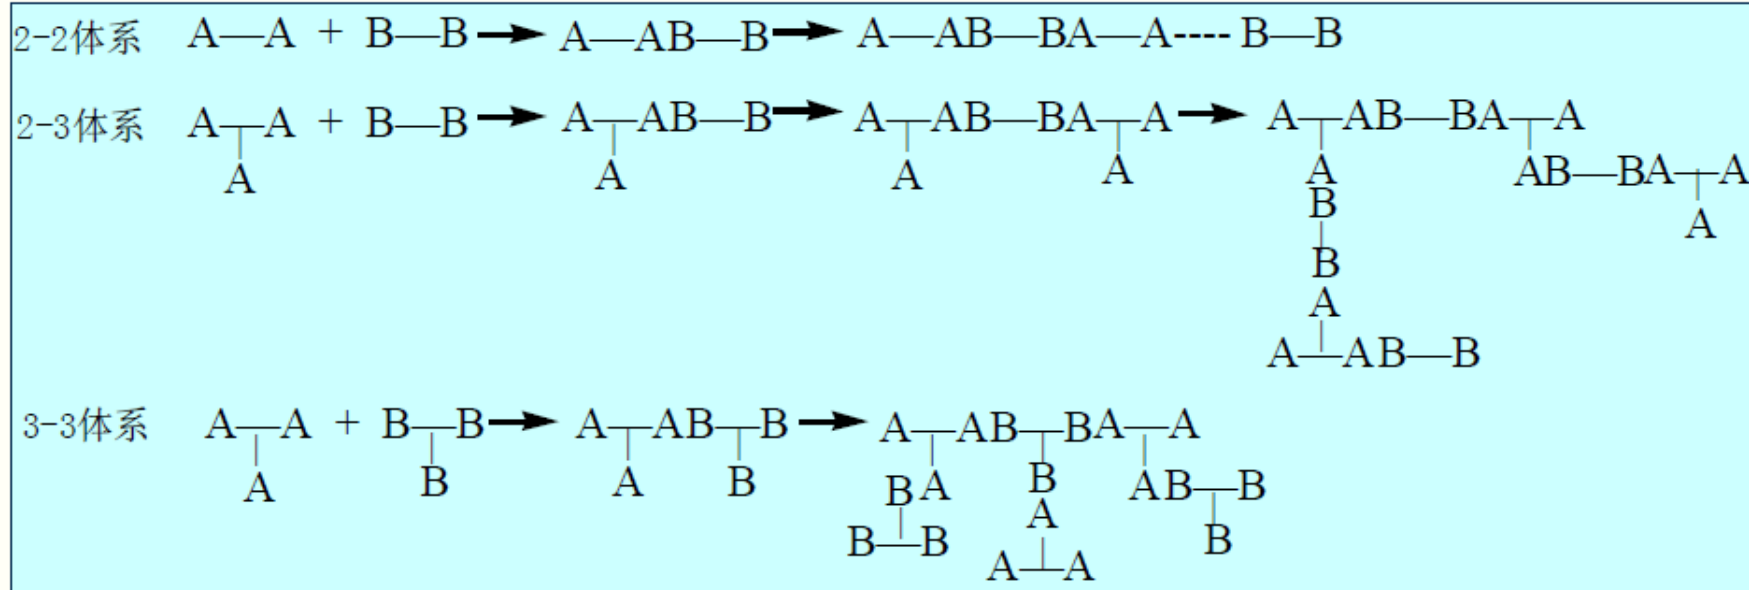 2-2体系 A—A + B—B → A—AB—B → A—AB—BA—A---- B—B
2-3体系 A—A + B—B → A—AB—B → A—AB—BA—A → A—AB—BA—A
A A A A A AB—BA—A
B A
B
A
A—AB—B
3-3体系 A—A + B—B → A—AB—B → A—AB—BA—A
A B A B BA B AB—B
B—B A B
A—A